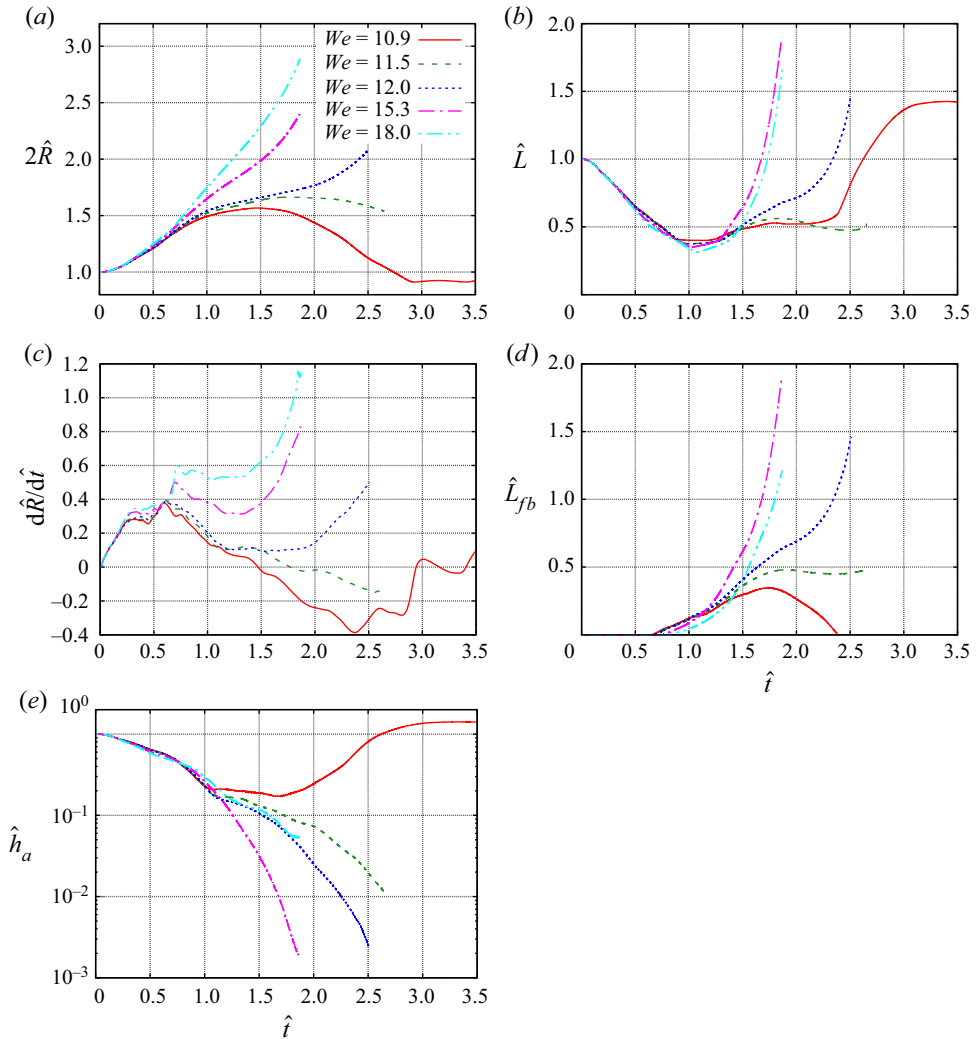 (a)
3.0
2.5
2.0
1.5
1.0
2R̂
We = 10.9
We = 11.5
We = 12.0
We = 15.3
We = 18.0
0 0.5 1.0 1.5 2.0 2.5 3.0 3.5
(b)
2.0
1.5
1.0
0.5
L̂
0 0.5 1.0 1.5 2.0 2.5 3.0 3.5
(c)
1.2
1.0
0.8
0.6
0.4
0.2
0
–0.2
–0.4
dR̂/dt̂
0 0.5 1.0 1.5 2.0 2.5 3.0 3.5
(d)
2.0
1.5
1.0
0.5
L̂fb
0 0.5 1.0 1.5 2.0 2.5 3.0 3.5
t̂
(e)
10⁰
10⁻¹
10⁻²
10⁻³
ĥa
0 0.5 1.0 1.5 2.0 2.5 3.0 3.5
t̂